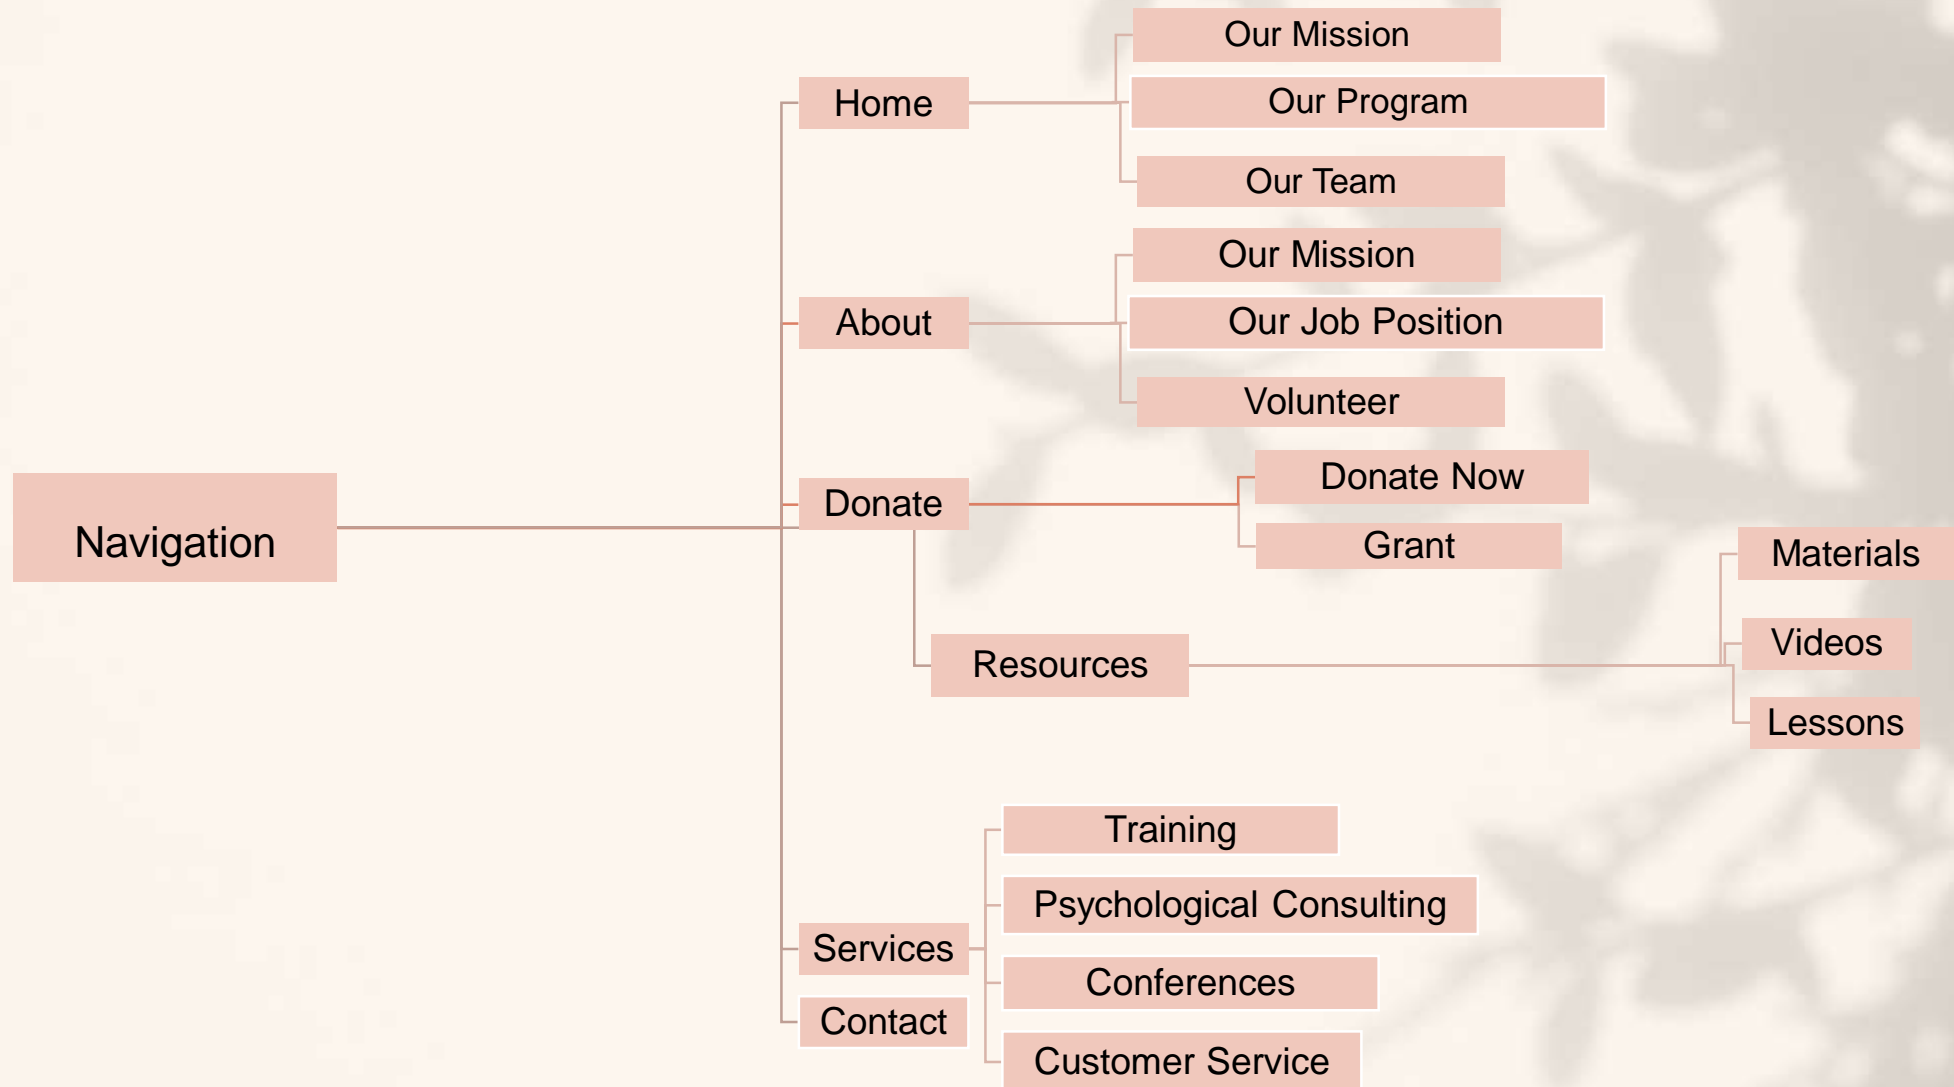 Navigation
Home
Our Mission
Our Program
Our Team
About
Our Mission
Our Job Position
Volunteer
Donate
Donate Now
Grant
Resources
Materials
Videos
Lessons
Services
Training
Psychological Consulting
Conferences
Customer Service
Contact